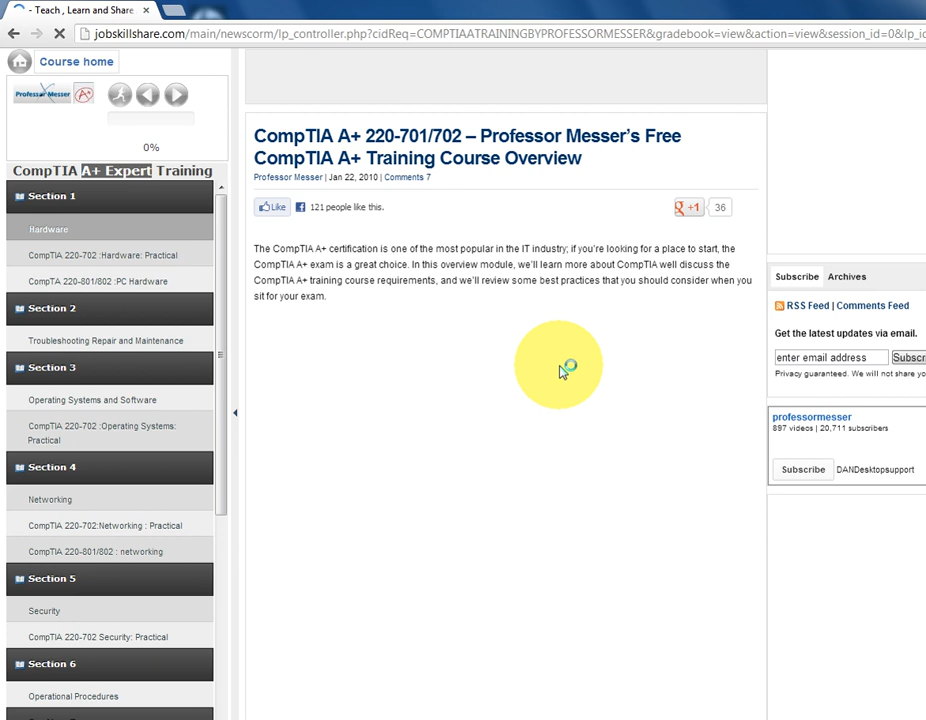 - Teach , Learn and Share
jobskillshare.com/main/newscorm/lp_controller.php?cidReq=COMPTIAATRAININGBYPROFESSORMESSER&gradebook=view&action=view&session_id=0&lp_id
Course home
Professor Messer A+
0%
CompTIA A+ Expert Training
Section 1
Hardware
CompTIA 220-702 :Hardware: Practical
CompTA 220-801/802 :PC Hardware
Section 2
Troubleshooting Repair and Maintenance
Section 3
Operating Systems and Software
CompTIA 220-702 :Operating Systems:
Practical
Section 4
Networking
CompTIA 220-702:Networking : Practical
CompTIA 220-801/802 : networking
Section 5
Security
CompTIA 220-702 Security: Practical
Section 6
Operational Procedures
CompTIA A+ 220-701/702 – Professor Messer's Free
CompTIA A+ Training Course Overview
Professor Messer | Jan 22, 2010 | Comments 7
Like 121 people like this.
g +1 36
The CompTIA A+ certification is one of the most popular in the IT industry; if you're looking for a place to start, the
CompTIA A+ exam is a great choice. In this overview module, we'll learn more about CompTIA well discuss the
CompTIA A+ training course requirements, and we'll review some best practices that you should consider when you
sit for your exam.
Subscribe Archives
RSS Feed | Comments Feed
Get the latest updates via email.
enter email address Subscr
Privacy guaranteed. We will not share yo
professormesser
897 videos | 20,711 subscribers
Subscribe DANDesktopsupport